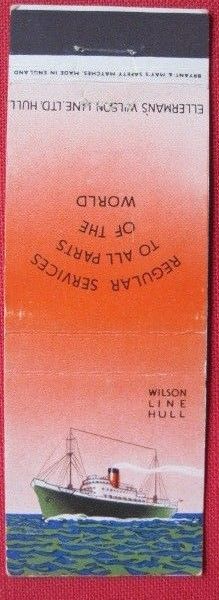 BRYANT & MAY'S SAFETY MATCHES, MADE IN ENGLAND
ELLERMAN'S WILSON LINE LTD. HULL
REGULAR SERVICES
TO ALL PARTS
OF THE
WORLD
WILSON
LINE
HULL